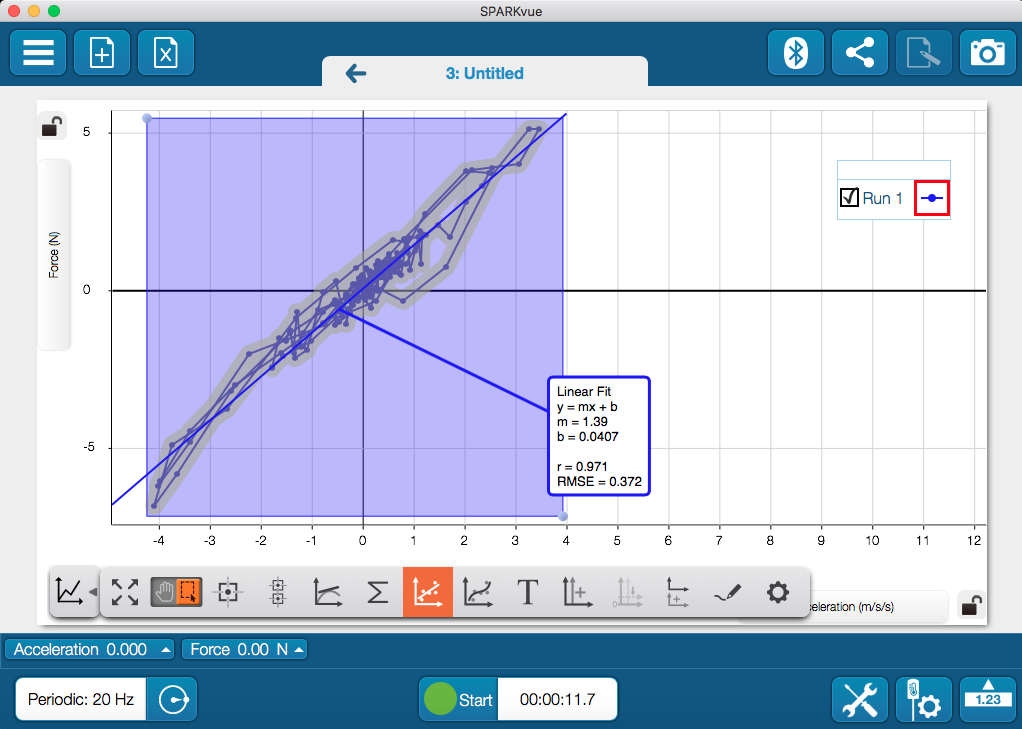 SPARKvue
3: Untitled
5
0
-5
Force (N)
Run 1
Linear Fit
y = mx + b
m = 1.39
b = 0.0407
r = 0.971
RMSE = 0.372
-4 -3 -2 -1 0 1 2 3 4 5 6 7 8 9 10 11 12
celeration (m/s/s)
Acceleration 0.000 Force 0.00 N
Periodic: 20 Hz Start 00:00:11.7 1.23